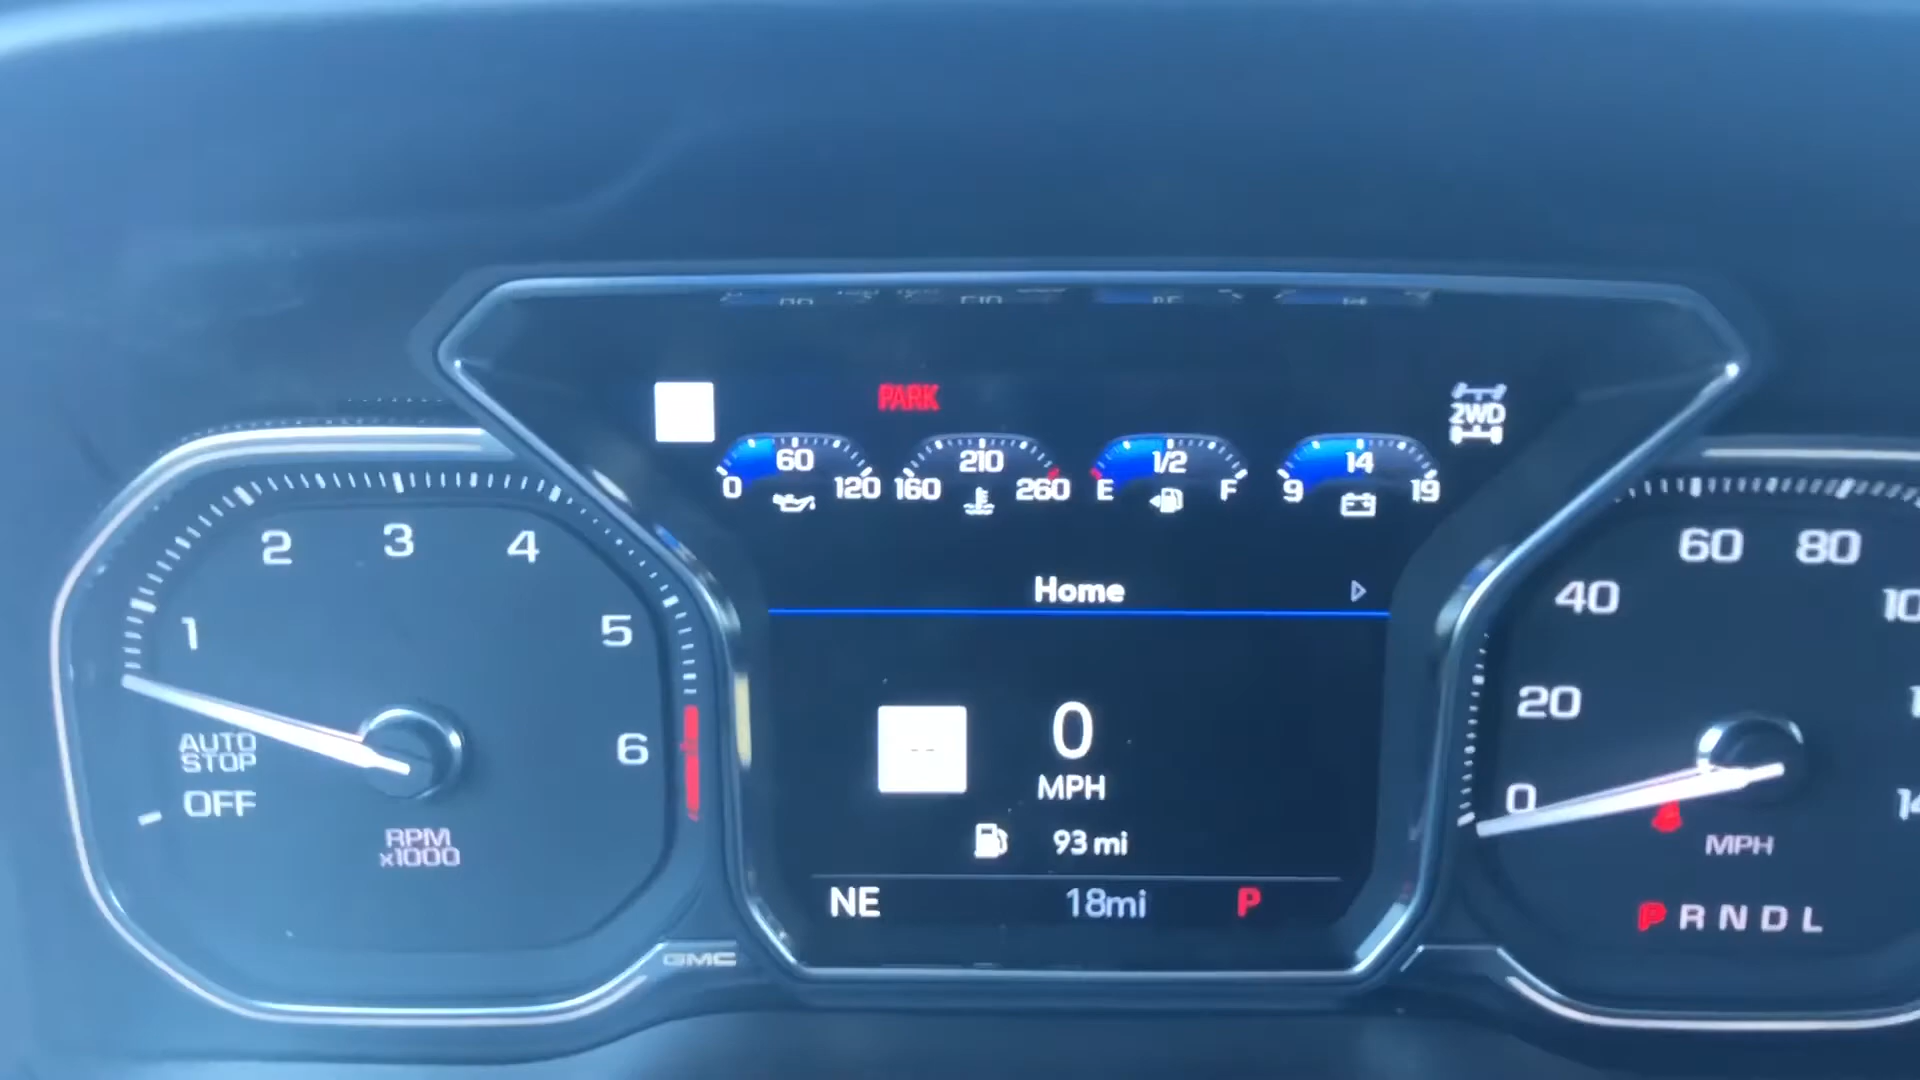 PARK
2WD
60
0 120
210
160 260
1/2
E F
14
9 19
Home
1 2 3 4 5 6
AUTO
STOP
OFF
RPM
x1000
--
0
MPH
93 mi
NE 18mi P
GMC
0 20 40 60 80
MPH
P R N D L